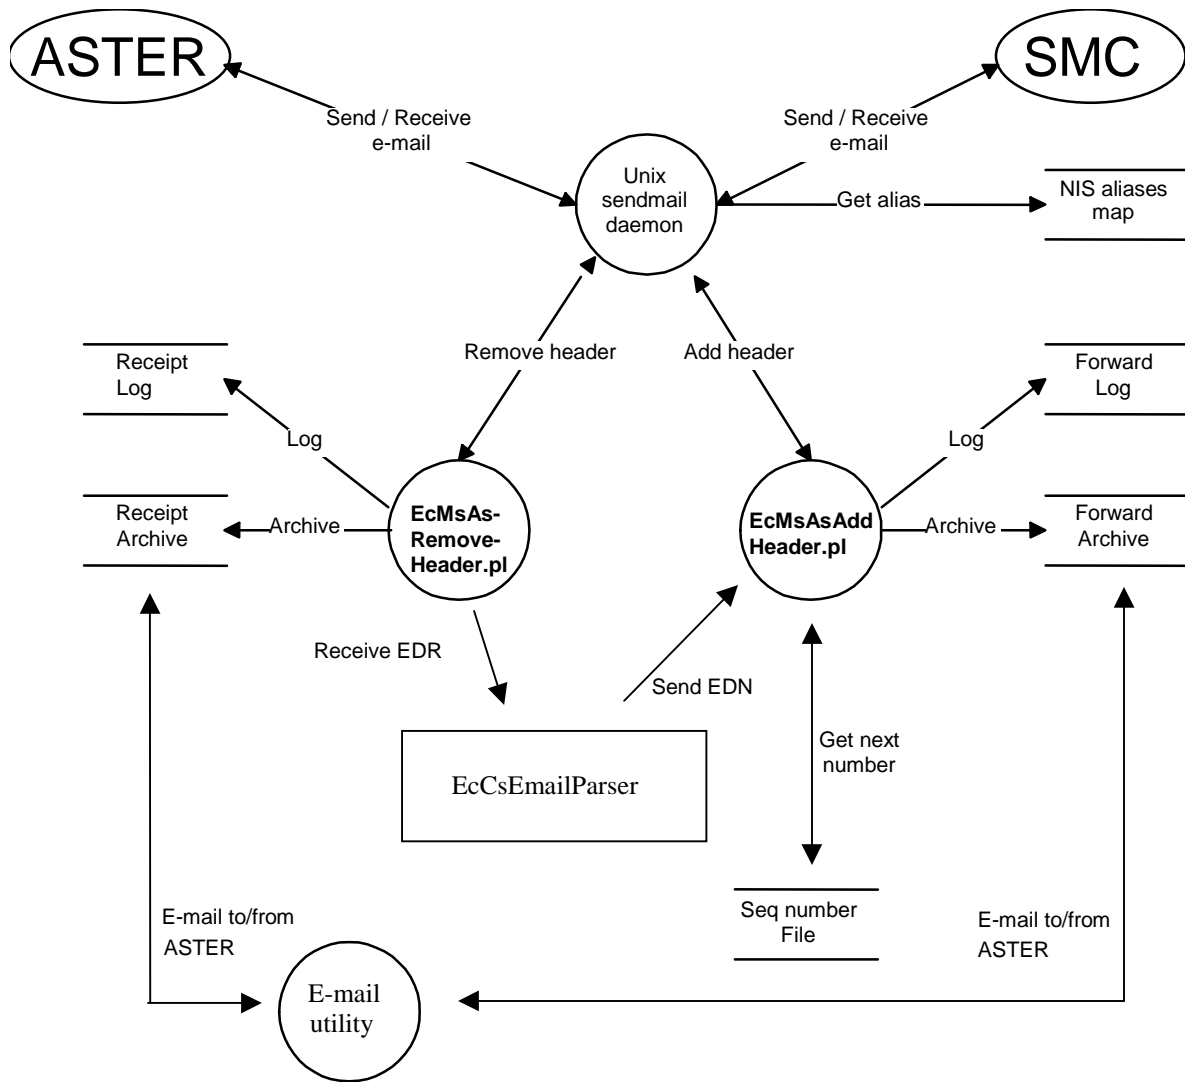 ASTER
SMC
Send / Receive
e-mail
Send / Receive
e-mail
Unix
sendmail
daemon
Get alias
NIS aliases
map
Remove header
Add header
Receipt
Log
Forward
Log
Log
Log
Receipt
Archive
Archive
EcMsAs-
Remove-
Header.pl
EcMsAsAdd
Header.pl
Archive
Forward
Archive
Receive EDR
Send EDN
EcCsEmailParser
Get next
number
E-mail to/from
ASTER
Seq number
File
E-mail to/from
ASTER
E-mail
utility